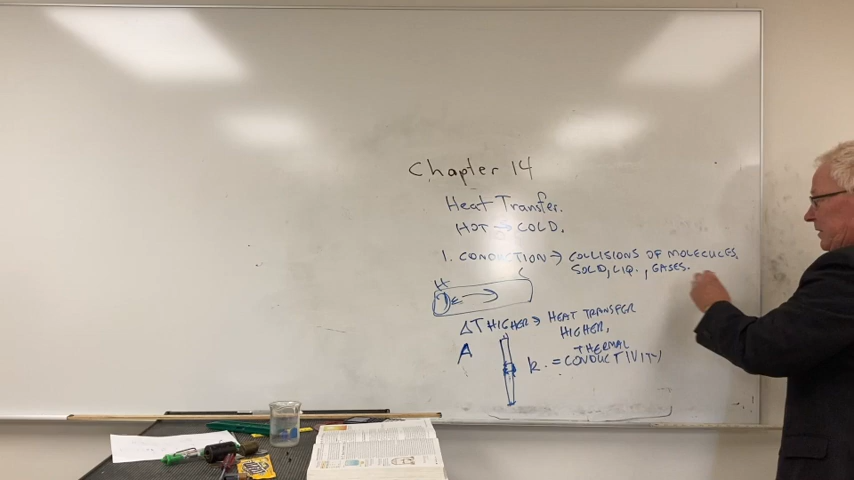 Chapter 14
Heat Transfer.
HOT → COLD.
1. CONDUCTION → COLLISIONS OF MOLECULES.
SOLD, LIQ., GASES.
H C
ΔT HIGHER → HEAT TRANSFER
HIGHER,
A
THERMAL
k. = CONDUCTIVITY